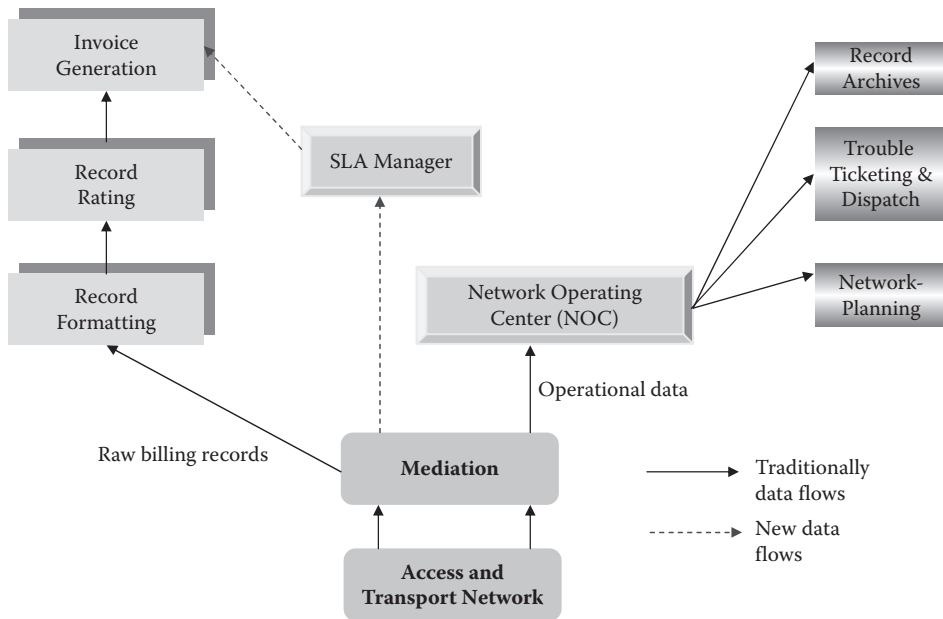 Invoice
Generation
Record
Archives
SLA Manager
Trouble
Ticketing &
Dispatch
Record
Rating
Network Operating
Center (NOC)
Network-
Planning
Record
Formatting
Operational data
Raw billing records
Mediation
Traditionally
data flows
New data
flows
Access and
Transport Network